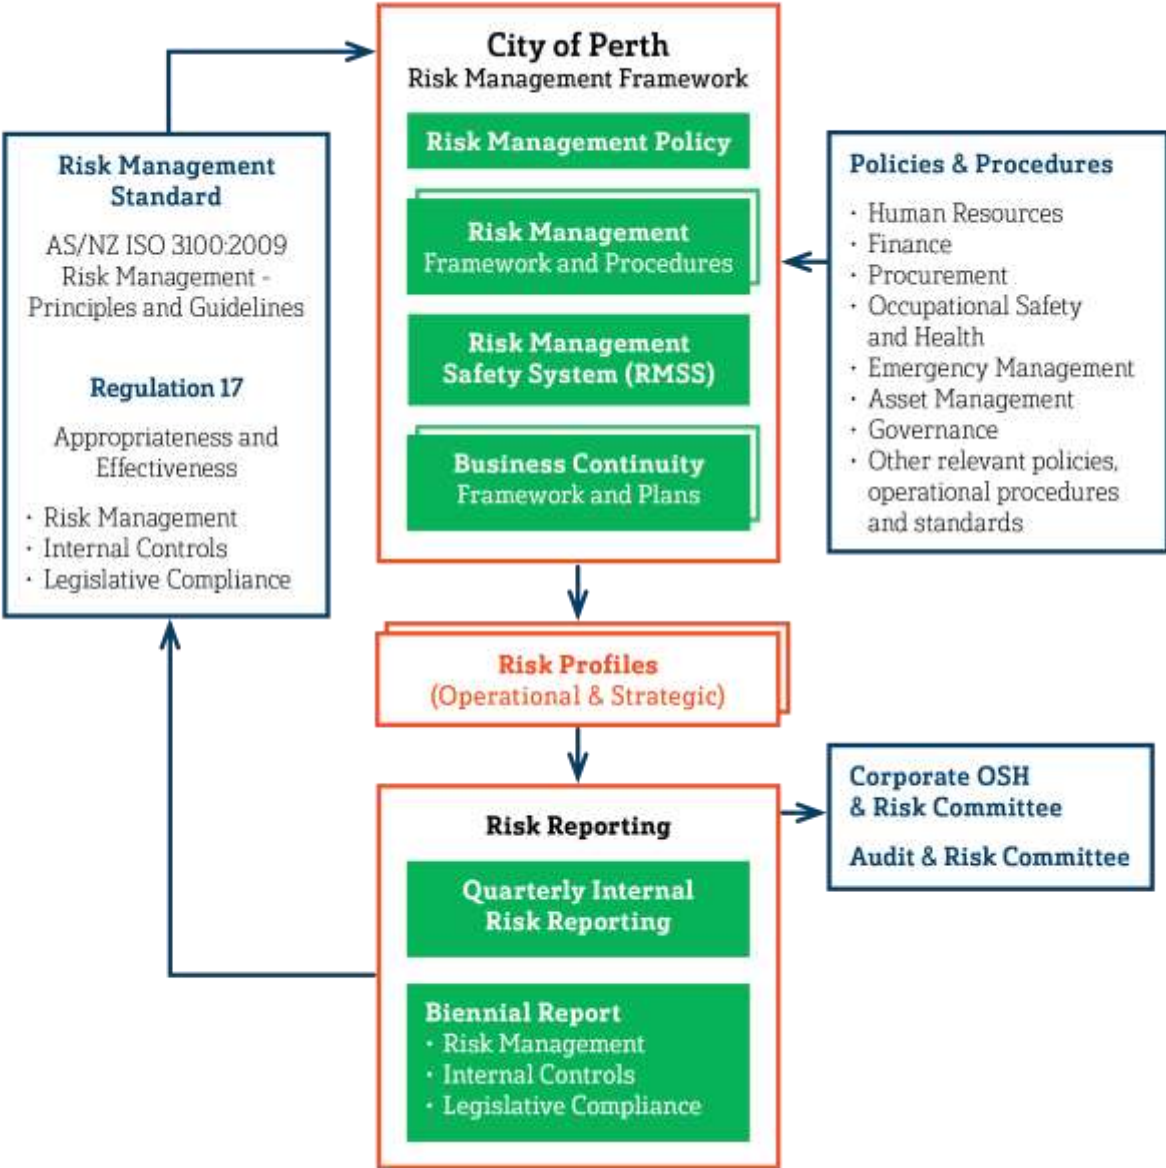 City of Perth
Risk Management Framework
Risk Management Policy
Risk Management
Framework and Procedures
Risk Management
Safety System (RMSS)
Business Continuity
Framework and Plans
Risk Management
Standard
AS/NZ ISO 3100:2009
Risk Management -
Principles and Guidelines
Regulation 17
Appropriateness and
Effectiveness
· Risk Management
· Internal Controls
· Legislative Compliance
Policies & Procedures
· Human Resources
· Finance
· Procurement
· Occupational Safety
and Health
· Emergency Management
· Asset Management
· Governance
· Other relevant policies,
operational procedures
and standards
Risk Profiles
(Operational & Strategic)
Risk Reporting
Quarterly Internal
Risk Reporting
Biennial Report
· Risk Management
· Internal Controls
· Legislative Compliance
Corporate OSH
& Risk Committee
Audit & Risk Committee